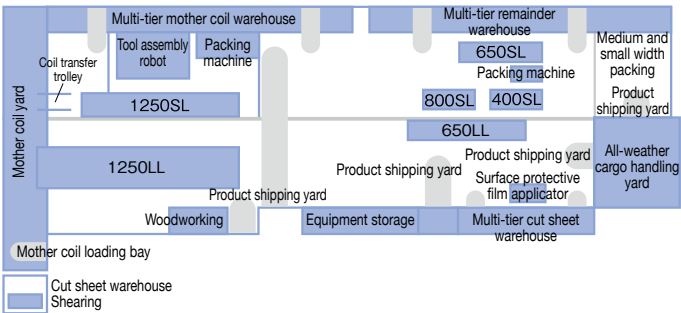 Multi-tier mother coil warehouse
Multi-tier remainder
warehouse
Tool assembly
robot
Packing
machine
650SL
Medium and
small width
packing
Coil transfer
trolley
Packing machine
Mother coil yard
1250SL
800SL
400SL
Product
shipping yard
650LL
1250LL
Product shipping yard
Product shipping yard
All-weather
cargo handling
yard
Surface protective
film applicator
Product shipping yard
Woodworking
Equipment storage
Multi-tier cut sheet
warehouse
Mother coil loading bay
Cut sheet warehouse
Shearing